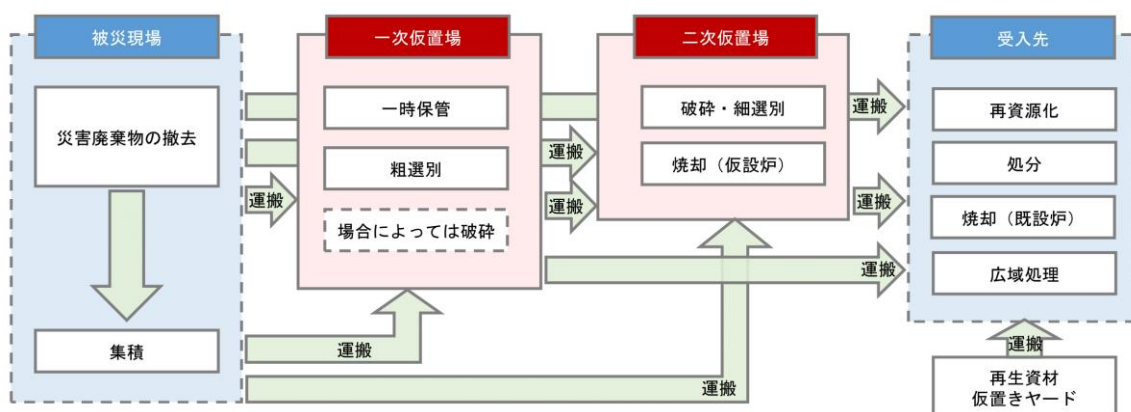 被災現場
災害廃棄物の撤去
集積
運搬
運搬
運搬
一次仮置場
一時保管
粗選別
場合によっては破砕
運搬
運搬
運搬
二次仮置場
破砕・細選別
焼却（仮設炉）
運搬
運搬
受入先
再資源化
処分
焼却（既設炉）
広域処理
運搬
再生資材
仮置きヤード